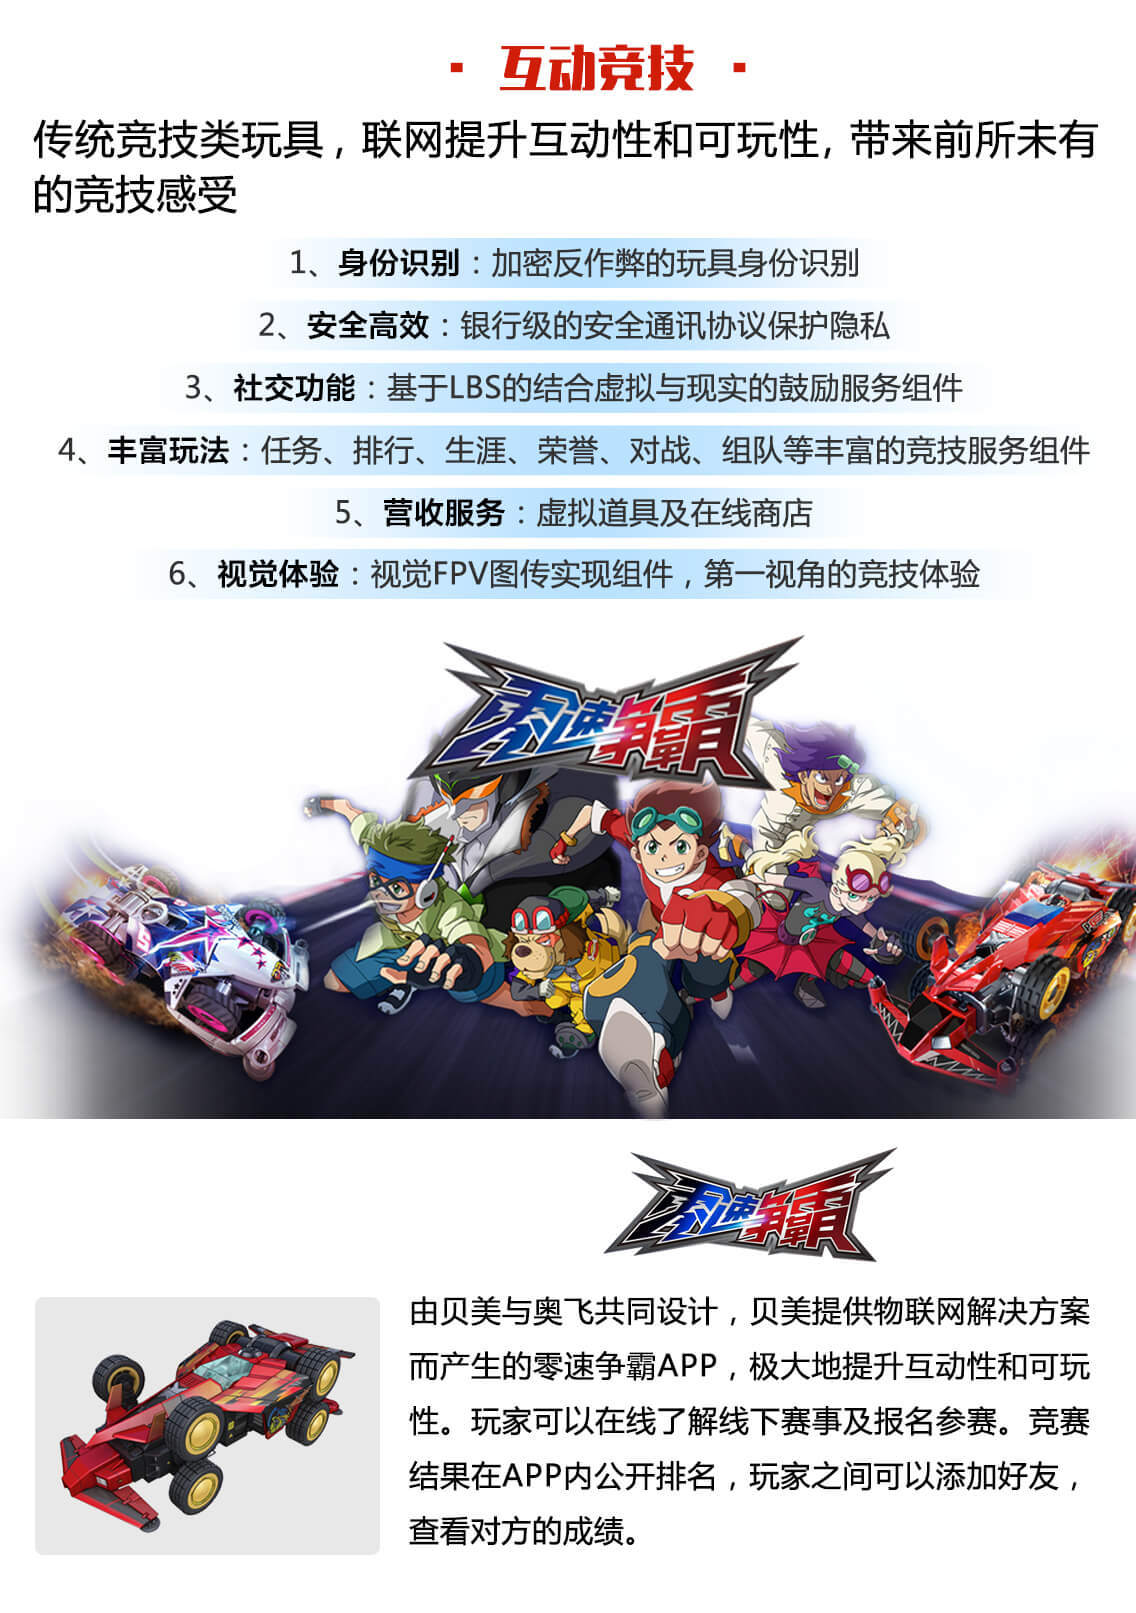 · 互动竞技 ·
传统竞技类玩具，联网提升互动性和可玩性, 带来前所未有
的竞技感受
1、身份识别：加密反作弊的玩具身份识别
2、安全高效：银行级的安全通讯协议保护隐私
3、社交功能：基于LBS的结合虚拟与现实的鼓励服务组件
4、丰富玩法：任务、排行、生涯、荣誉、对战、组队等丰富的竞技服务组件
5、营收服务：虚拟道具及在线商店
6、视觉体验：视觉FPV图传实现组件，第一视角的竞技体验
零速争霸
零速争霸
由贝美与奥飞共同设计，贝美提供物联网解决方案
而产生的零速争霸APP，极大地提升互动性和可玩
性。玩家可以在线了解线下赛事及报名参赛。竞赛
结果在APP内公开排名，玩家之间可以添加好友，
查看对方的成绩。